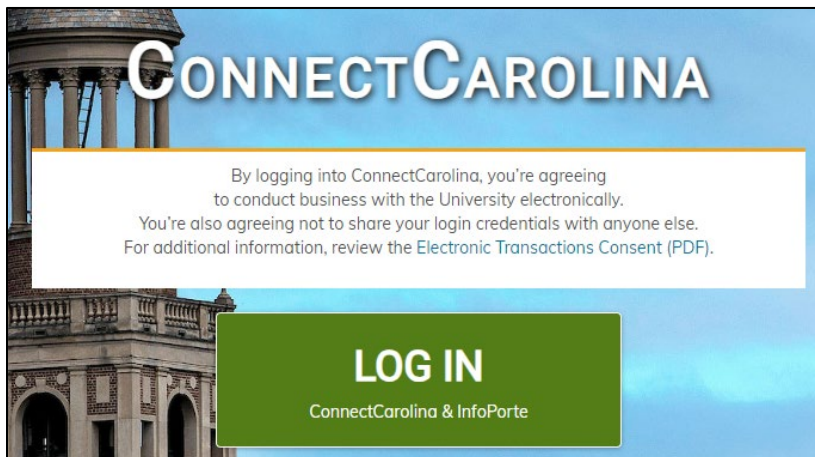 CONNECTCAROLINA
By logging into ConnectCarolina, you're agreeing
to conduct business with the University electronically.
You're also agreeing not to share your login credentials with anyone else.
For additional information, review the Electronic Transactions Consent (PDF).
LOG IN
ConnectCarolina & InfoPorte